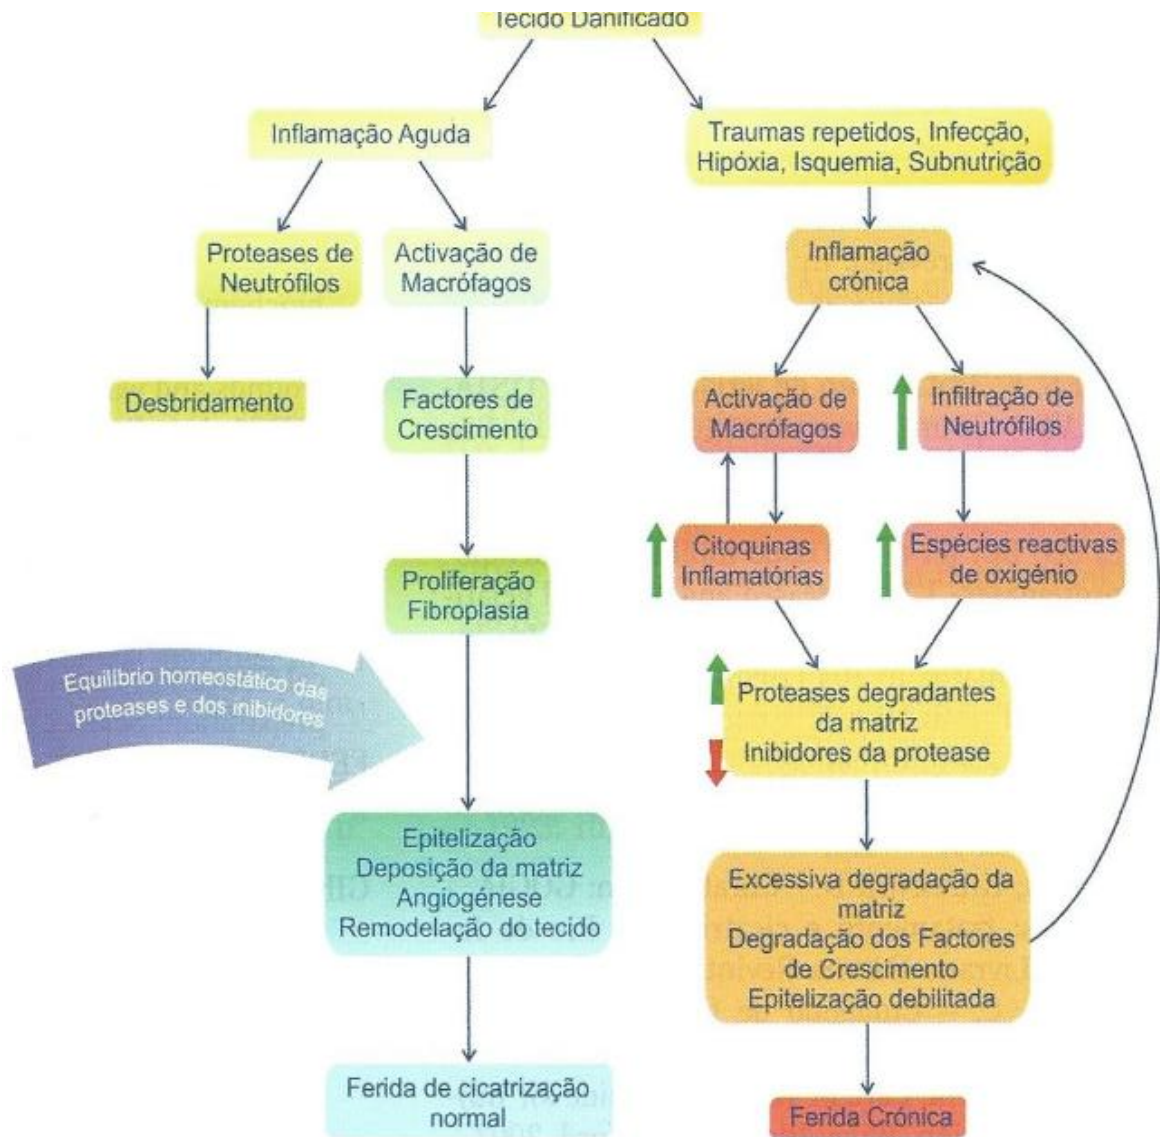 Tecido Danificado
Inflamação Aguda
Traumas repetidos, Infecção,
Hipóxia, Isquemia, Subnutrição
Proteases de
Neutrófilos
Activação de
Macrófagos
Inflamação
crónica
Desbridamento
Factores de
Crescimento
Activação de
Macrófagos
Infiltração de
Neutrófilos
Proliferação
Fibroplasia
Citoquinas
Inflamatórias
Espécies reactivas
de oxigénio
Equilíbrio homeostático das
proteases e dos inibidores
Proteases degradantes
da matriz
Inibidores da protease
Epitelização
Deposição da matriz
Angiogénese
Remodelação do tecido
Excessiva degradação da
matriz
Degradação dos Factores
de Crescimento
Epitelização debilitada
Ferida de cicatrização
normal
Ferida Crónica